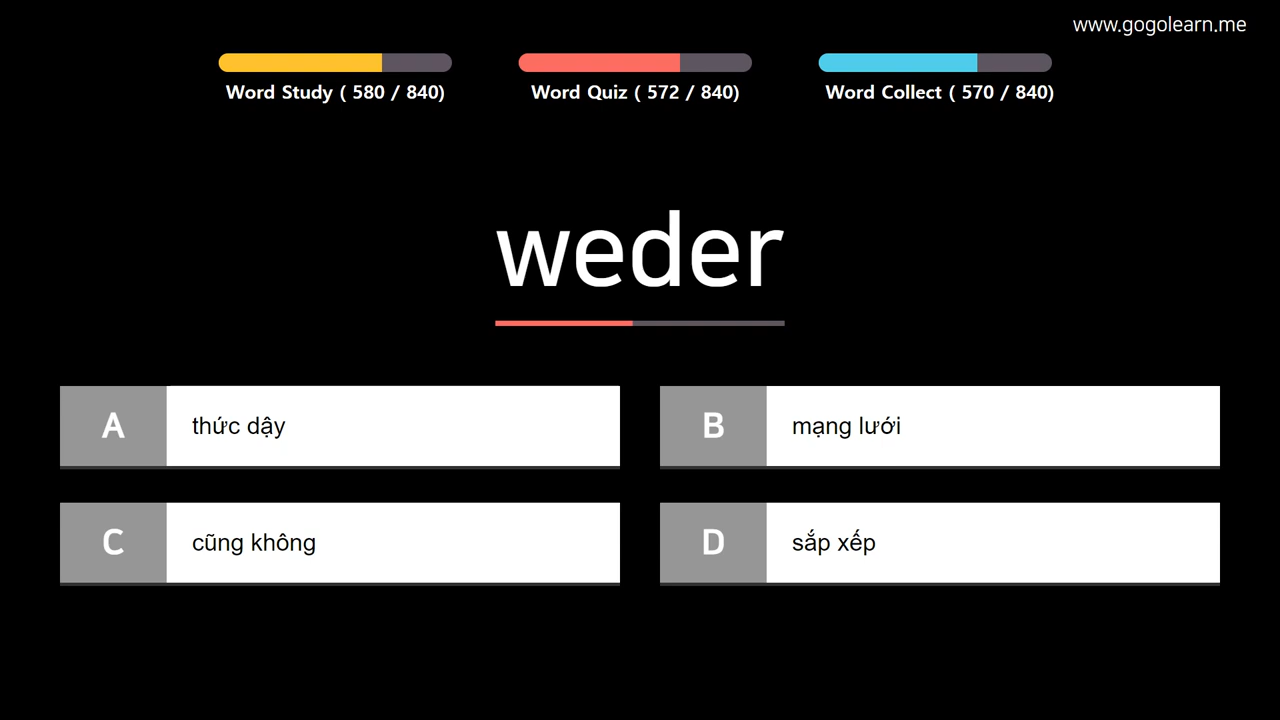 www.gogolearn.me
Word Study ( 580 / 840)
Word Quiz ( 572 / 840)
Word Collect ( 570 / 840)
weder
A
thức dậy
B
mạng lưới
C
cũng không
D
sắp xếp